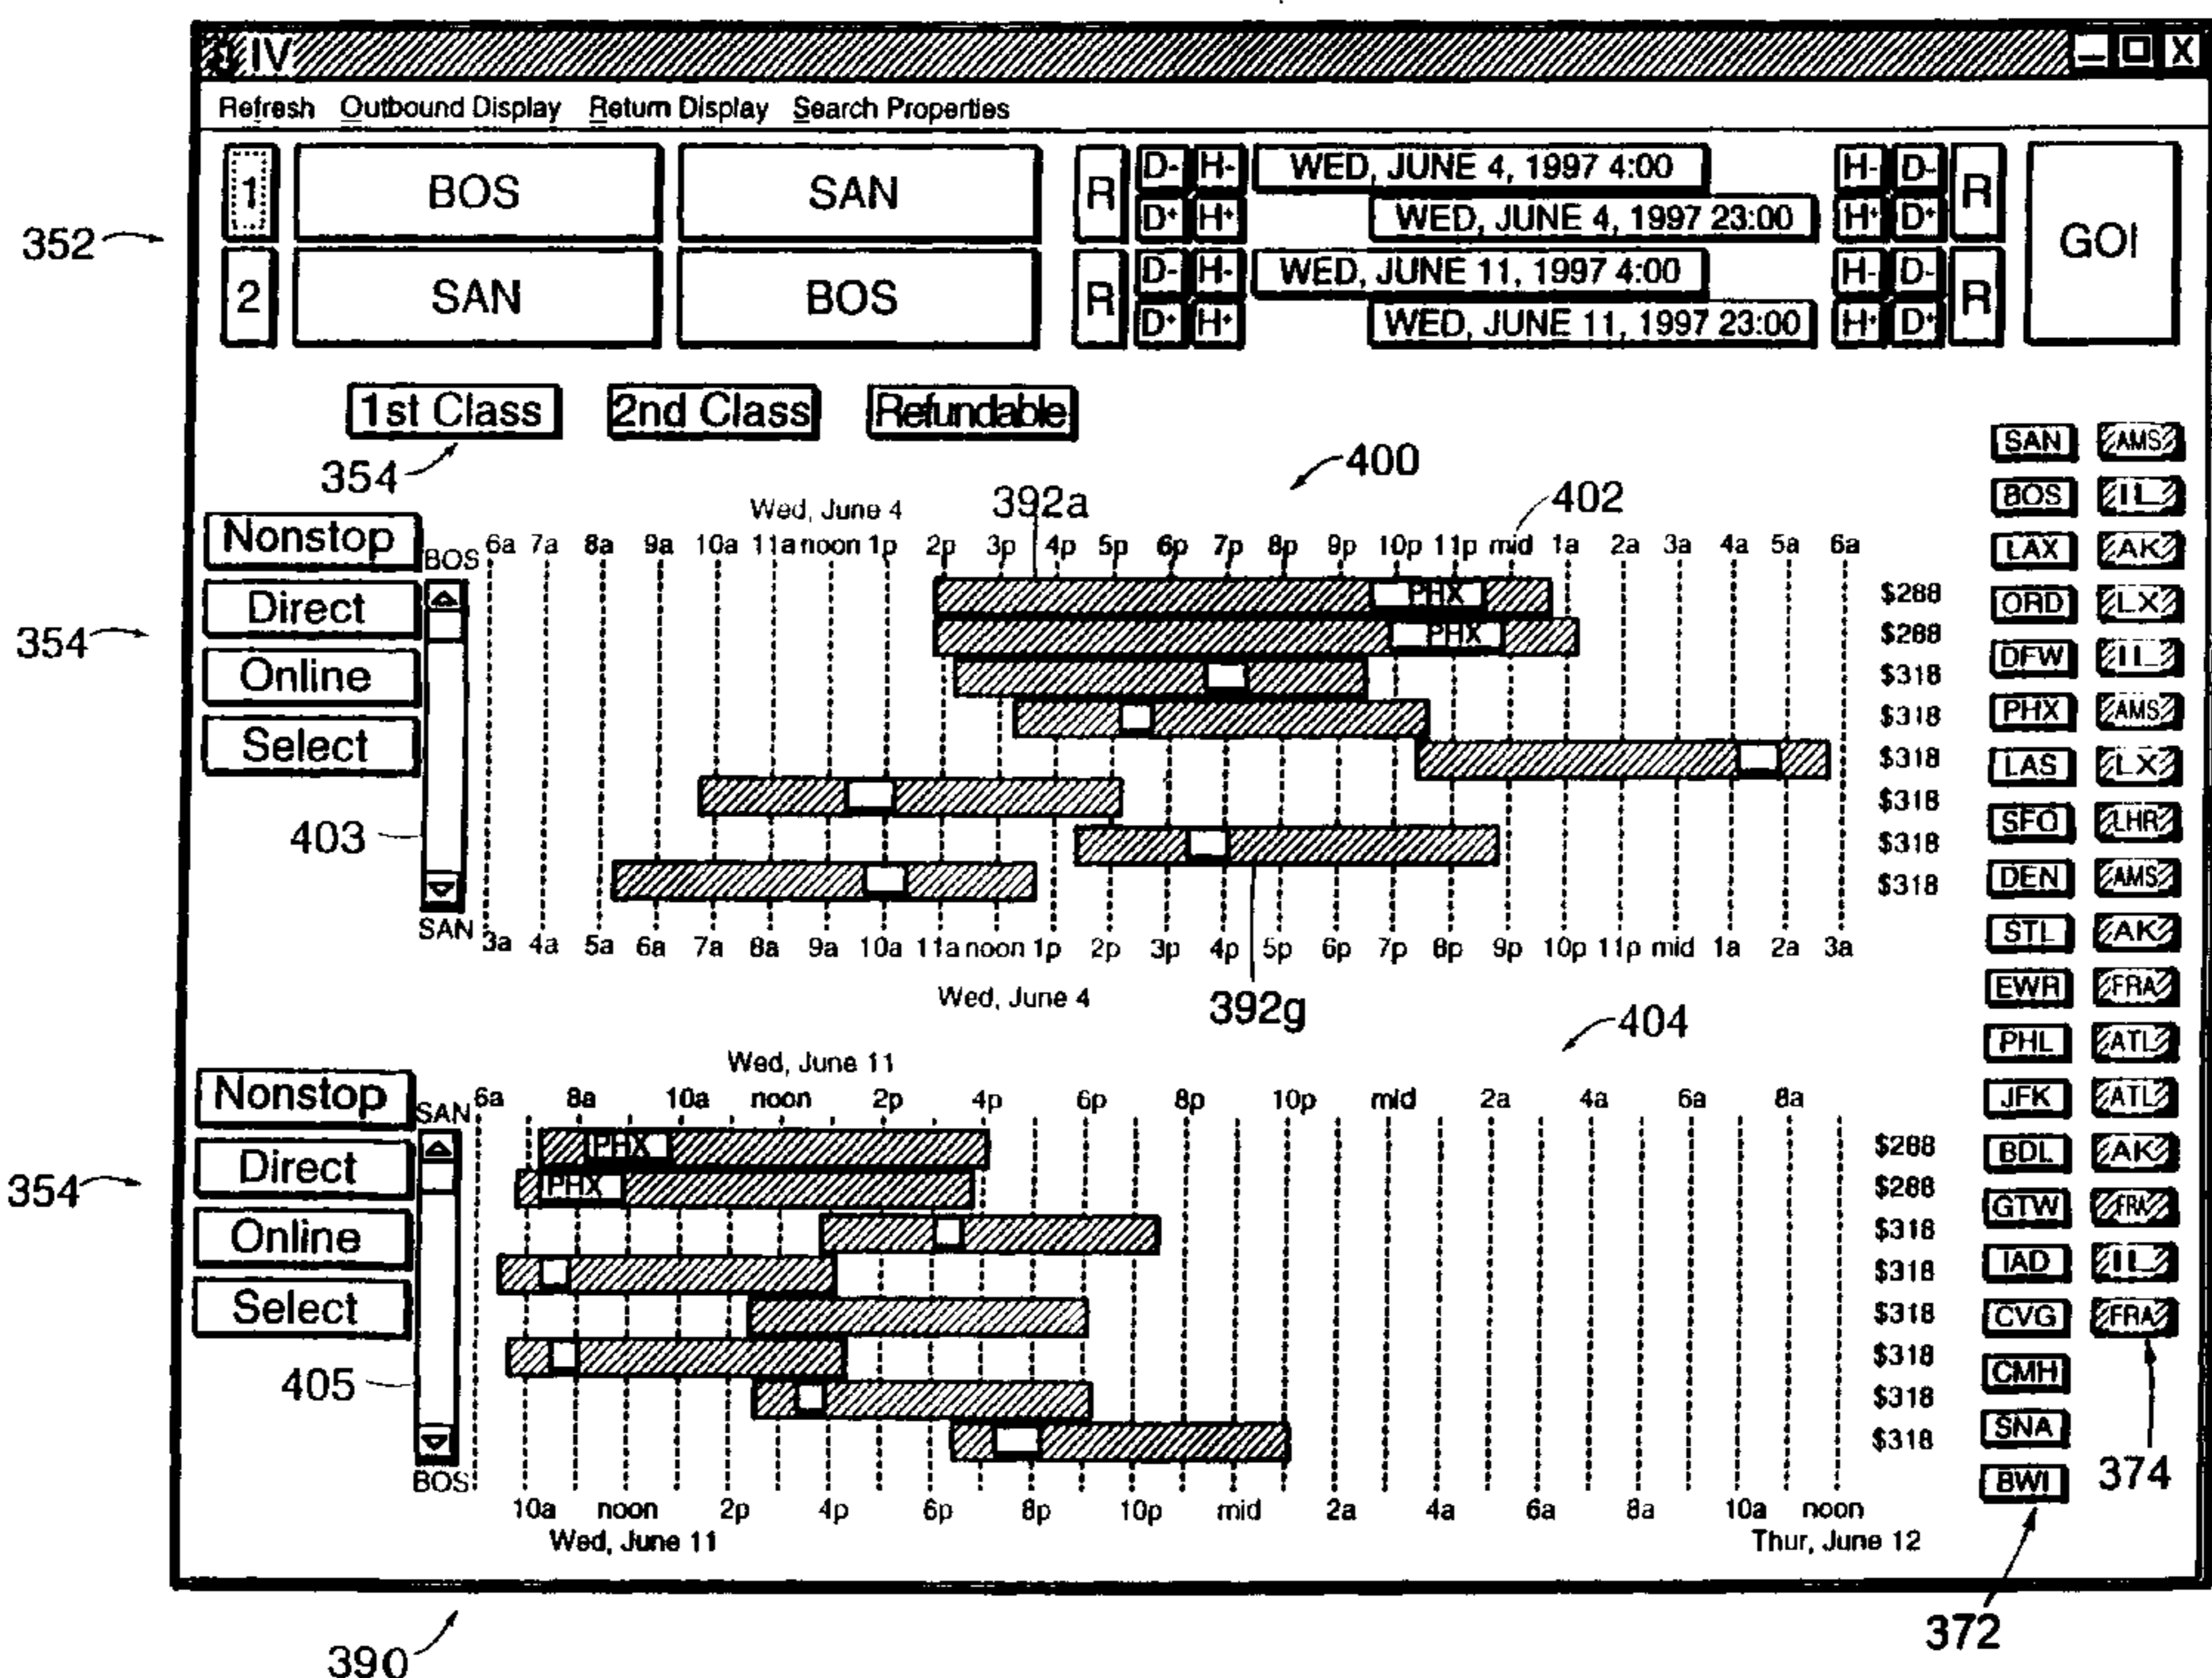 IV
Refresh Outbound Display Return Display Search Properties
1 BOS SAN R D- H- WED, JUNE 4, 1997 4:00 H- D- R
D+ H+ WED, JUNE 4, 1997 23:00 H+ D+
GO!
352
2 SAN BOS R D- H- WED, JUNE 11, 1997 4:00 H- D- R
D+ H+ WED, JUNE 11, 1997 23:00 H+ D+
1st Class 2nd Class Refundable
354
400
392a
402
Wed, June 4
Nonstop
Direct
Online
Select
354
403
BOS
6a 7a 8a 9a 10a 11a noon 1p 2p 3p 4p 5p 6p 7p 8p 9p 10p 11p mid 1a 2a 3a 4a 5a 6a
PHX $288
PHX $288
$318
$318
$318
$318
$318
$318
SAN
3a 4a 5a 6a 7a 8a 9a 10a 11a noon 1p 2p 3p 4p 5p 6p 7p 8p 9p 10p 11p mid 1a 2a 3a
Wed, June 4
392g
404
Wed, June 11
Nonstop
Direct
Online
Select
354
405
SAN
6a 8a 10a noon 2p 4p 6p 8p 10p mid 2a 4a 6a 8a
PHX $288
PHX $288
$318
$318
$318
$318
$318
$318
BOS
10a noon 2p 4p 6p 8p 10p mid 2a 4a 6a 8a 10a noon
Wed, June 11 Thur, June 12
SAN AMS
BOS
LAX AK
ORD LX
DFW
PHX AMS
LAS LX
SFO LHR
DEN AMS
STL AK
EWR FRA
PHL ATL
JFK ATL
BDL AK
GTW FRA
IAD
CVG FRA
CMH
SNA
BWI
374
372
390